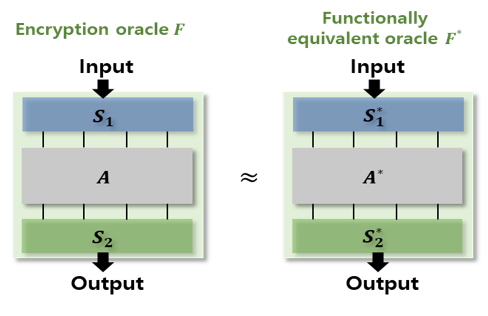 Encryption oracle F
Input
S₁
A
S₂
Output
≈
Functionally
equivalent oracle F*
Input
S₁*
A*
S₂*
Output